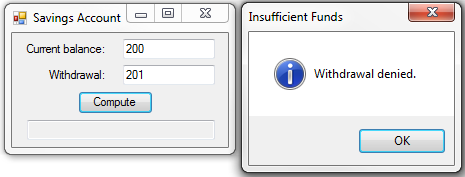 Savings Account
Current balance: 200
Withdrawal: 201
Compute
Insufficient Funds
Withdrawal denied.
OK